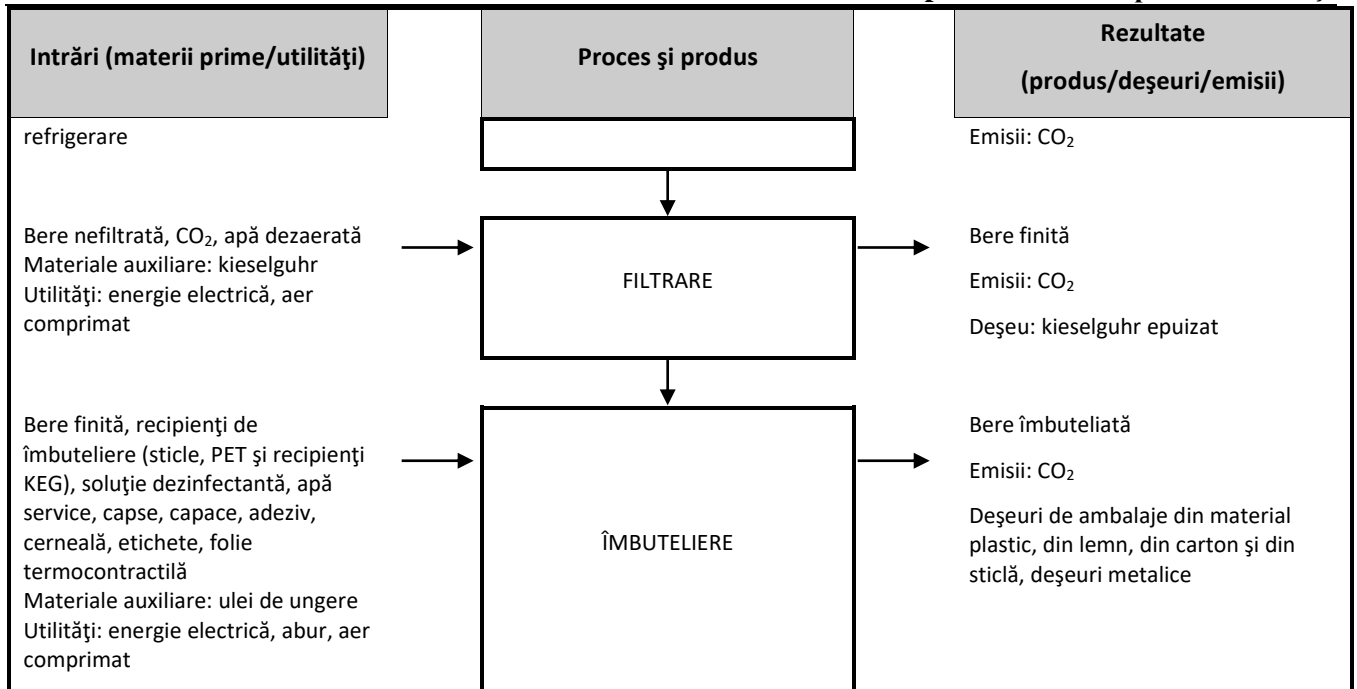 Intrări (materii prime/utilităţi)
Proces şi produs
Rezultate
(produs/deşeuri/emisii)
refrigerare
Emisii: CO₂
Bere nefiltrată, CO₂, apă dezaerată
Materiale auxiliare: kieselguhr
Utilităţi: energie electrică, aer
comprimat
FILTRARE
Bere finită
Emisii: CO₂
Deşeu: kieselguhr epuizat
Bere finită, recipienţi de
îmbuteliere (sticle, PET şi recipienţi
KEG), soluţie dezinfectantă, apă
service, capse, capace, adeziv,
cerneală, etichete, folie
termocontractilă
Materiale auxiliare: ulei de ungere
Utilităţi: energie electrică, abur, aer
comprimat
ÎMBUTELIERE
Bere îmbuteliată
Emisii: CO₂
Deşeuri de ambalaje din material
plastic, din lemn, din carton şi din
sticlă, deşeuri metalice